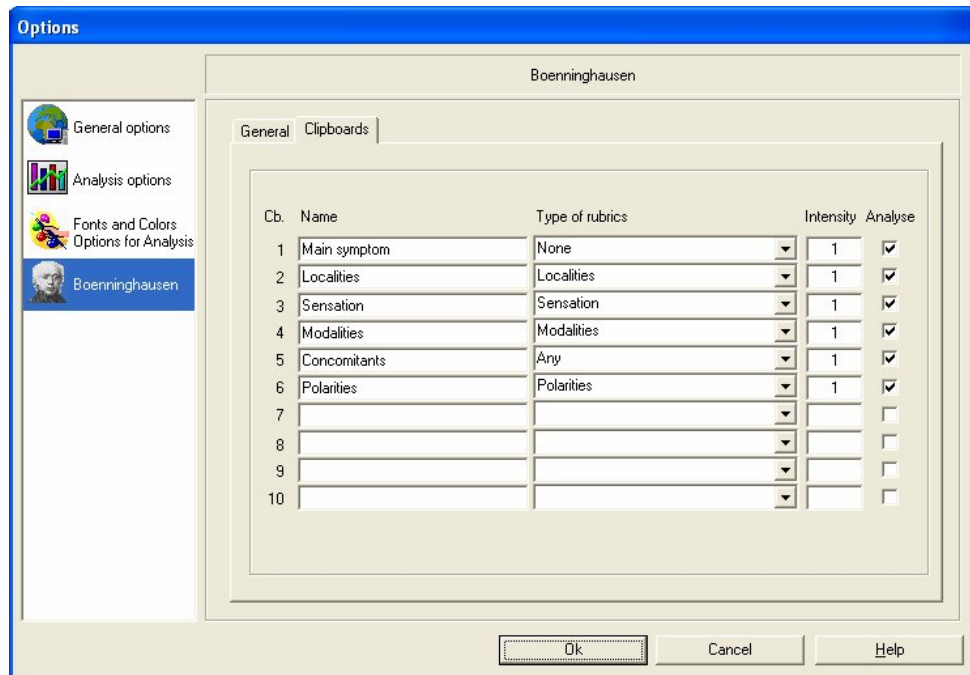 Options
Boenninghausen
General options
Analysis options
Fonts and Colors
Options for Analysis
Boenninghausen
General Clipboards
Cb. Name Type of rubrics Intensity Analyse
1 Main symptom None 1
2 Localities Localities 1
3 Sensation Sensation 1
4 Modalities Modalities 1
5 Concomitants Any 1
6 Polarities Polarities 1
7
8
9
10
Ok Cancel Help